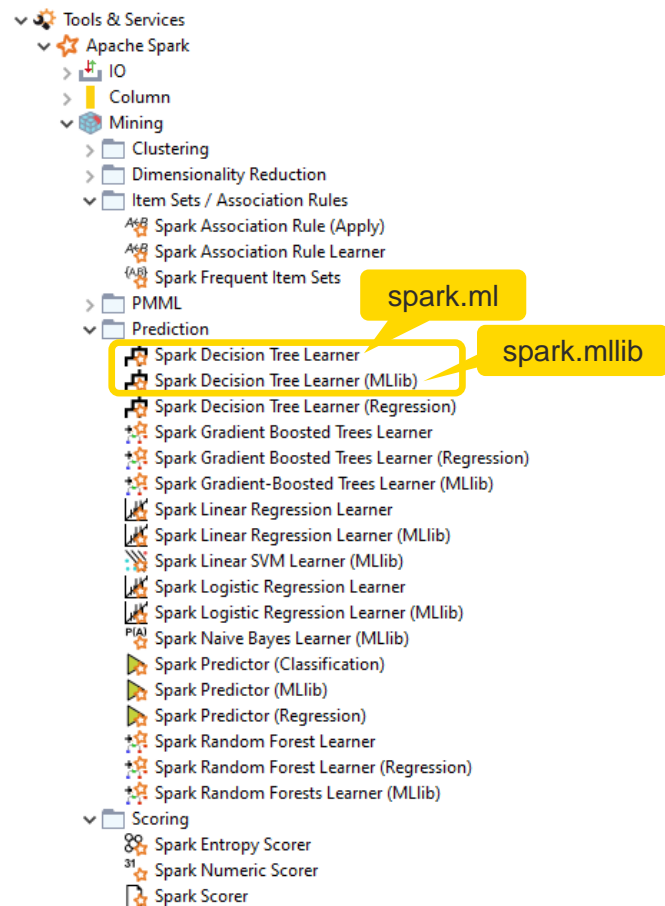 Tools & Services
Apache Spark
IO
Column
Mining
Clustering
Dimensionality Reduction
Item Sets / Association Rules
A→B Spark Association Rule (Apply)
A→B Spark Association Rule Learner
{A,B} Spark Frequent Item Sets
spark.ml
PMML
Prediction
spark.mllib
Spark Decision Tree Learner
Spark Decision Tree Learner (MLlib)
Spark Decision Tree Learner (Regression)
Spark Gradient Boosted Trees Learner
Spark Gradient Boosted Trees Learner (Regression)
Spark Gradient-Boosted Trees Learner (MLlib)
Spark Linear Regression Learner
Spark Linear Regression Learner (MLlib)
Spark Linear SVM Learner (MLlib)
Spark Logistic Regression Learner
Spark Logistic Regression Learner (MLlib)
P(A) Spark Naive Bayes Learner (MLlib)
Spark Predictor (Classification)
Spark Predictor (MLlib)
Spark Predictor (Regression)
Spark Random Forest Learner
Spark Random Forest Learner (Regression)
Spark Random Forests Learner (MLlib)
Scoring
Spark Entropy Scorer
31 Spark Numeric Scorer
Spark Scorer